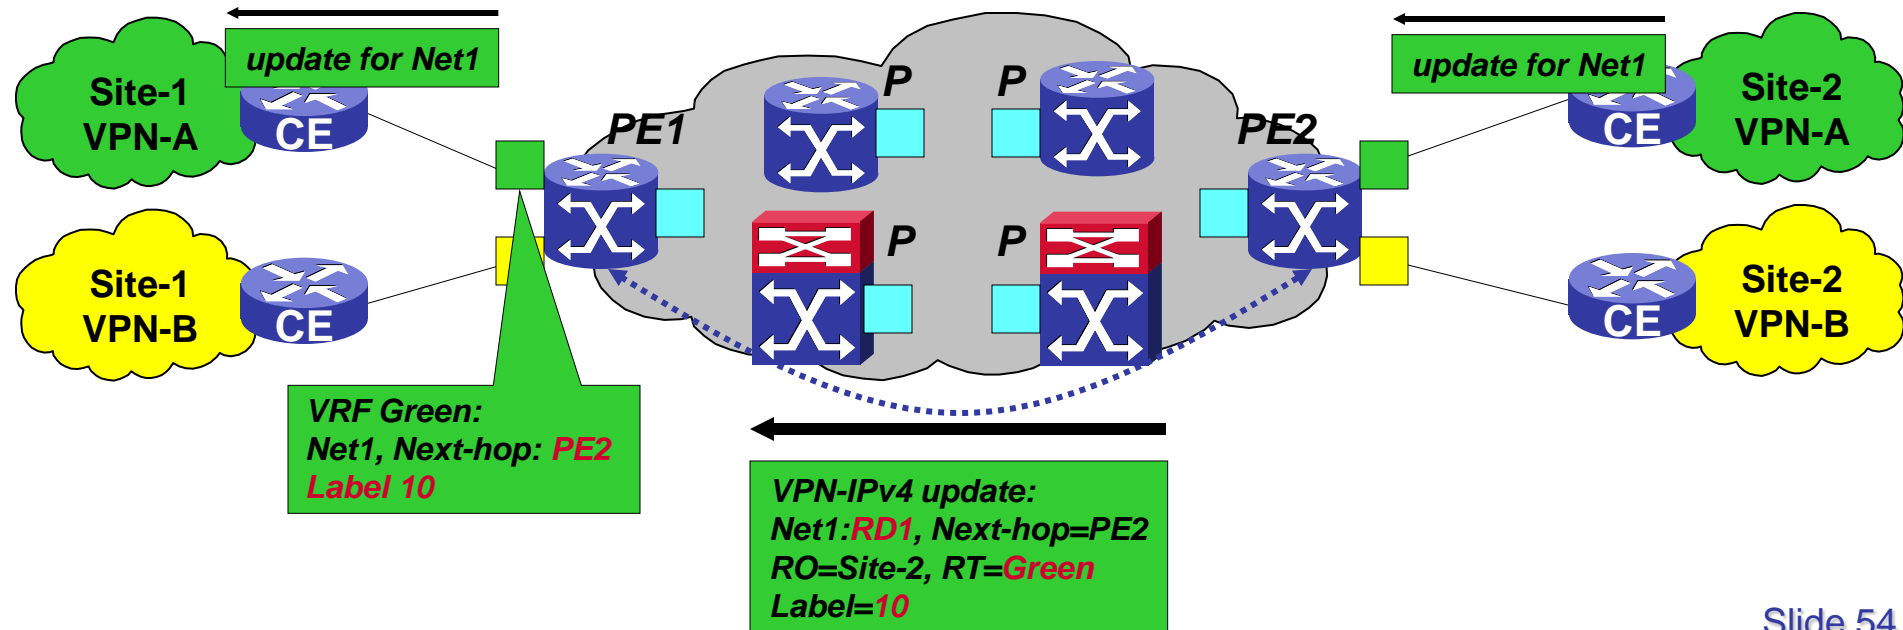 update for Net1
update for Net1
Site-1
VPN-A
CE
PE1
P
P
PE2
CE
Site-2
VPN-A
Site-1
VPN-B
CE
P
P
CE
Site-2
VPN-B
VRF Green:
Net1, Next-hop: PE2
Label 10
VPN-IPv4 update:
Net1:RD1, Next-hop=PE2
RO=Site-2, RT=Green
Label=10
Slide 54